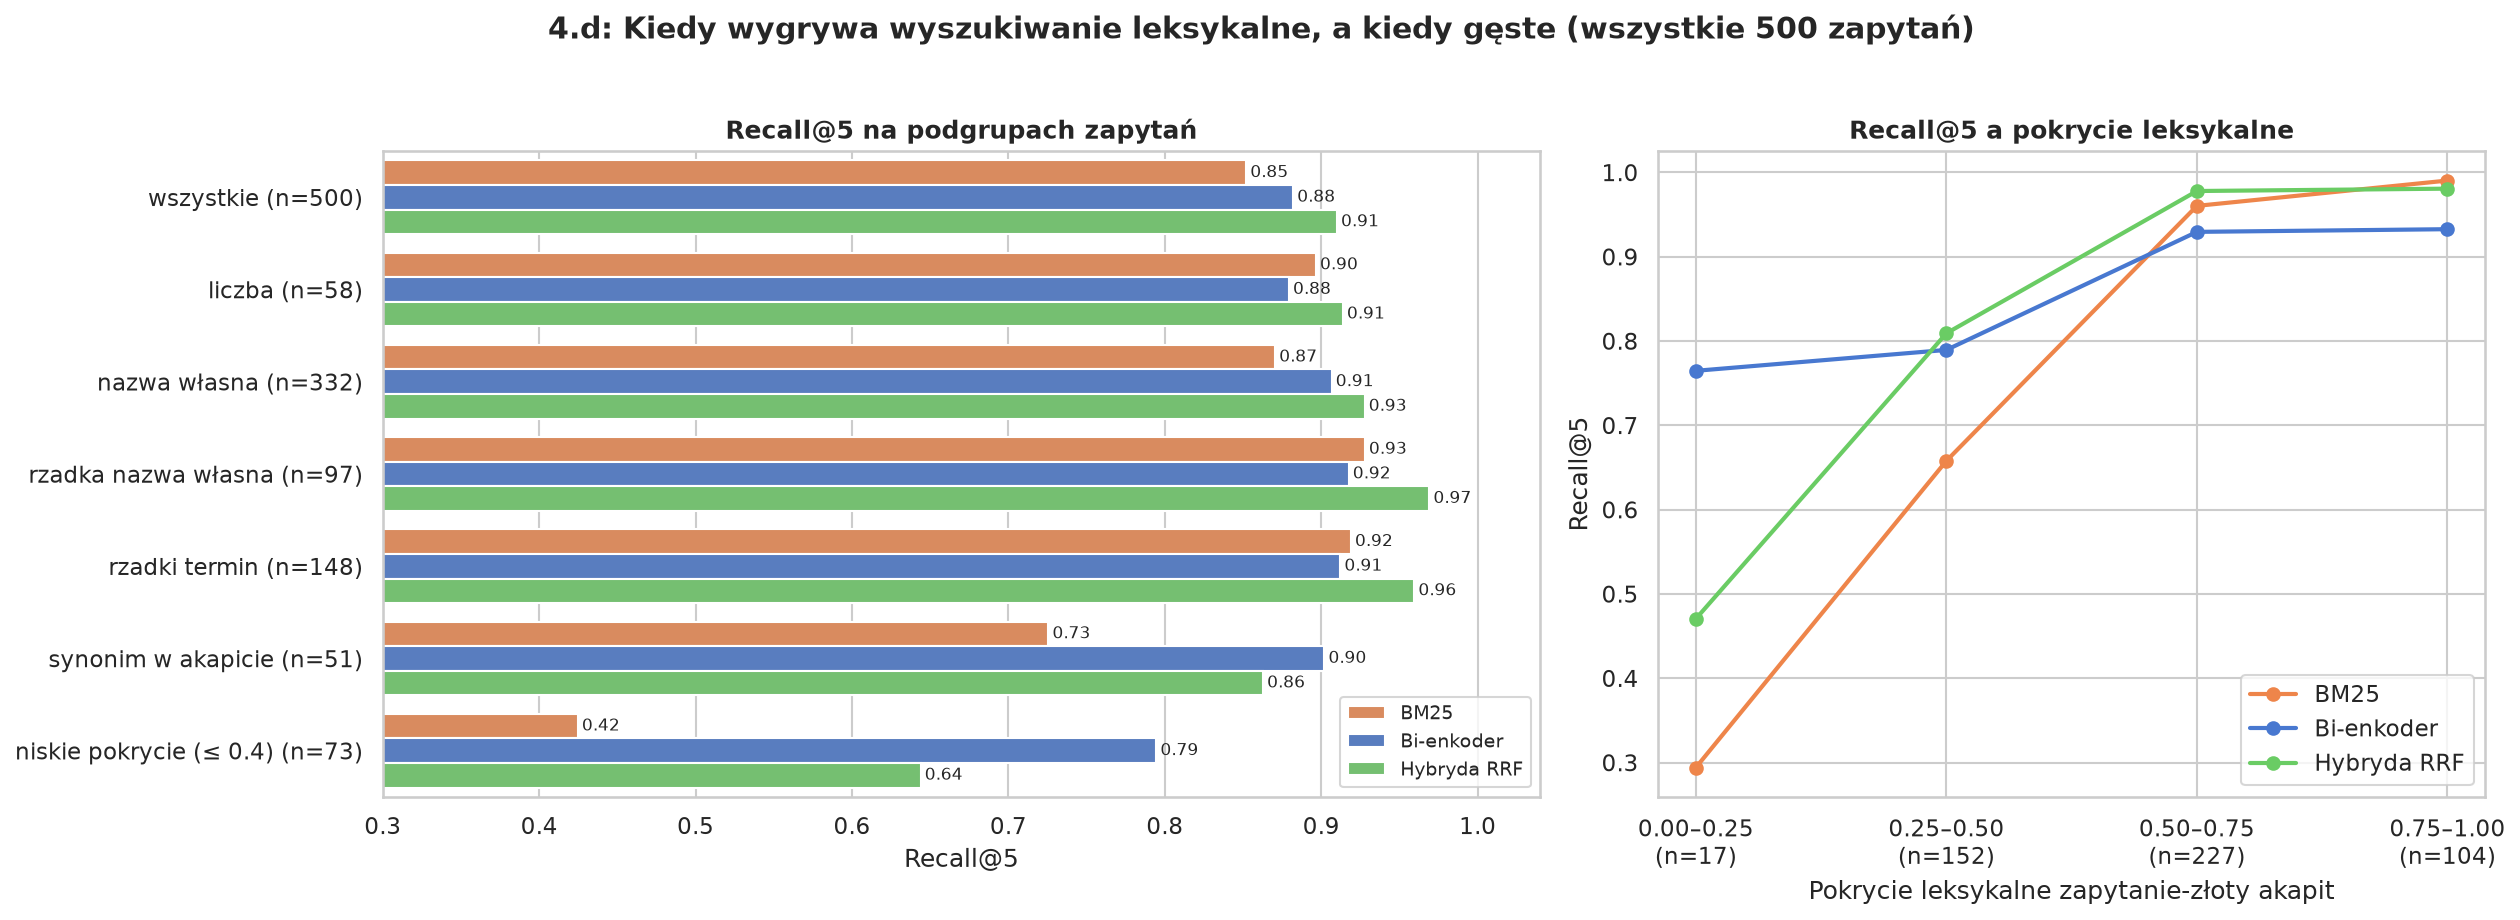 4.d: Kiedy wygrywa wyszukiwanie leksykalne, a kiedy gęste (wszystkie 500 zapytań)
Recall@5 na podgrupach zapytań
wszystkie (n=500)
0.85
0.88
0.91
liczba (n=58)
0.90
0.88
0.91
nazwa własna (n=332)
0.87
0.91
0.93
rzadka nazwa własna (n=97)
0.93
0.92
0.97
rzadki termin (n=148)
0.92
0.91
0.96
synonim w akapicie (n=51)
0.73
0.90
0.86
niskie pokrycie (≤ 0.4) (n=73)
0.42
0.79
0.64
BM25
Bi-enkoder
Hybryda RRF
0.3 0.4 0.5 0.6 0.7 0.8 0.9 1.0
Recall@5
Recall@5 a pokrycie leksykalne
Recall@5
1.0
0.9
0.8
0.7
0.6
0.5
0.4
0.3
BM25
Bi-enkoder
Hybryda RRF
0.00–0.25 0.25–0.50 0.50–0.75 0.75–1.00
(n=17) (n=152) (n=227) (n=104)
Pokrycie leksykalne zapytanie-złoty akapit